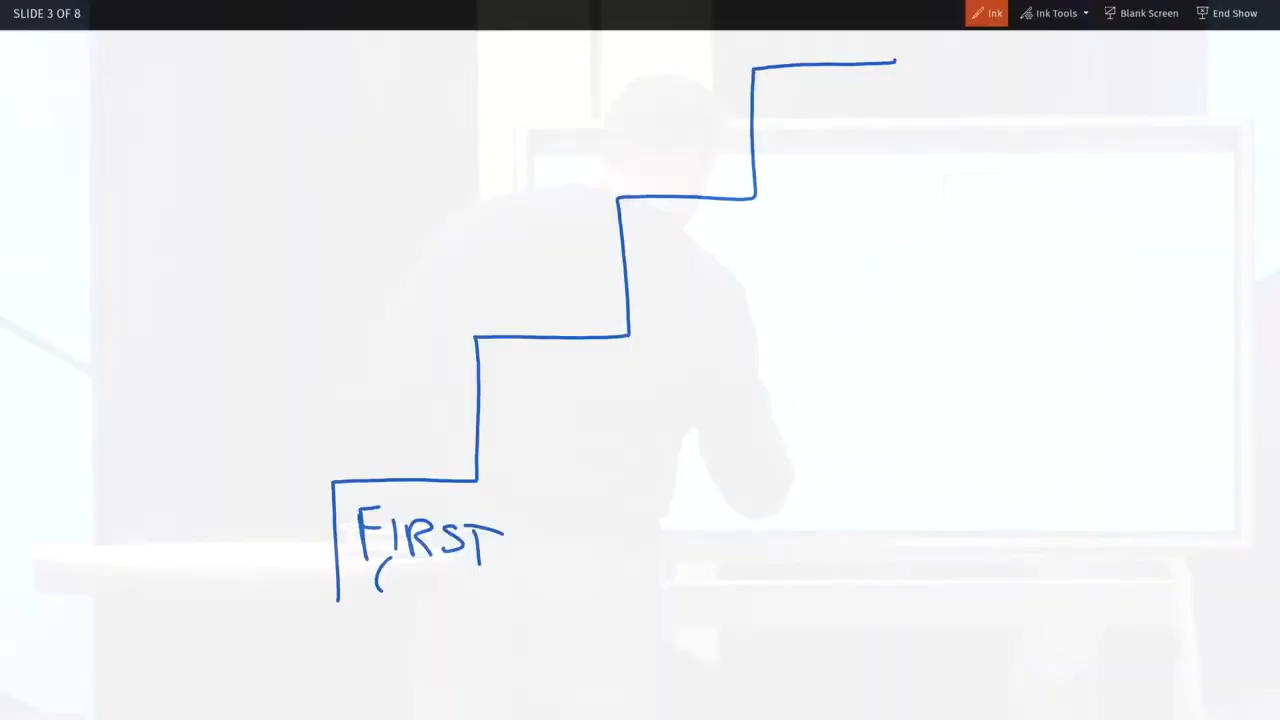 SLIDE 3 OF 8
Ink
Ink Tools
Blank Screen
End Show
FIRST
(